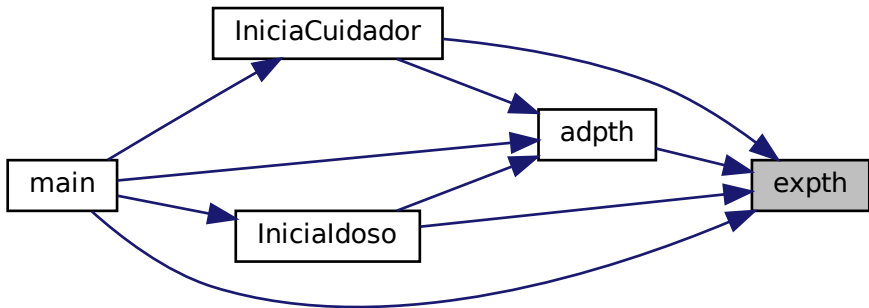 IniciaCuidador
adpth
main
expth
IniciaIdoso